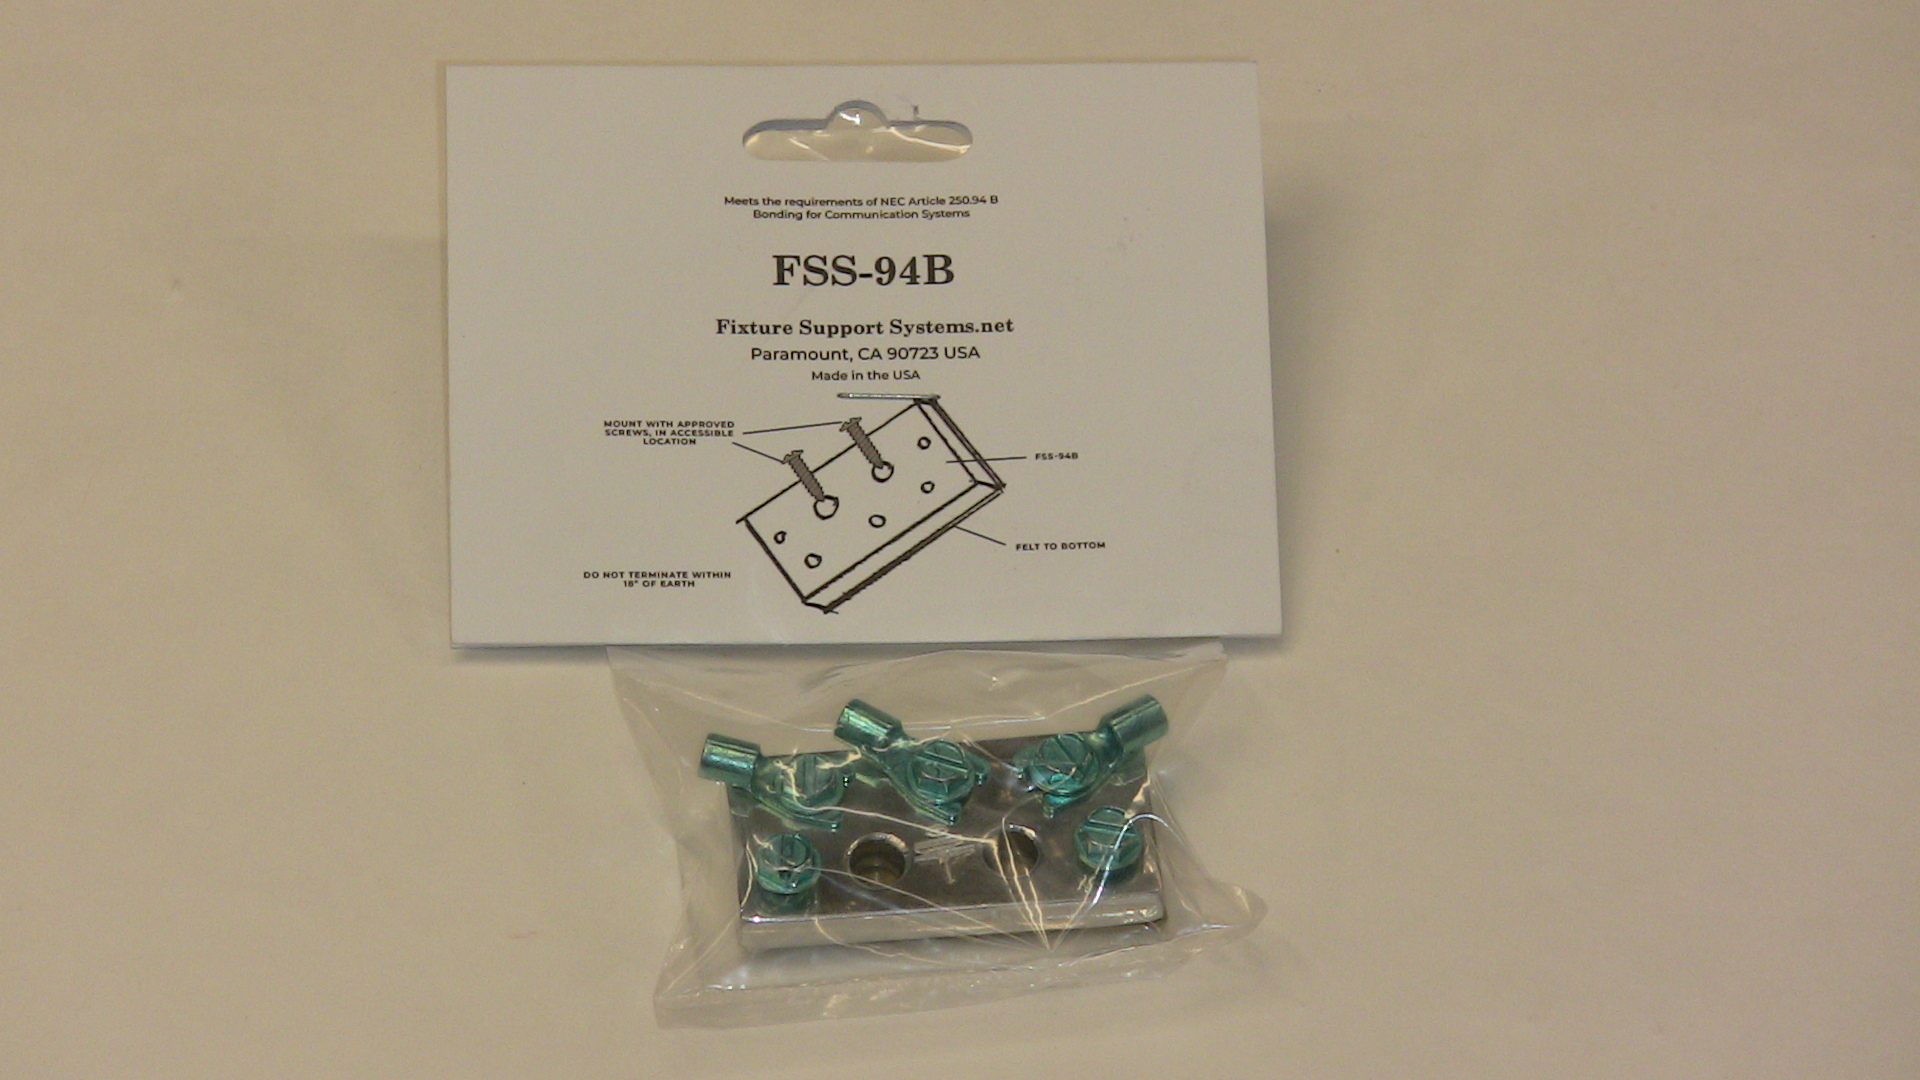 Meets the requirements of NEC Article 250.94 B
Bonding for Communication Systems
FSS-94B
Fixture Support Systems.net
Paramount, CA 90723 USA
Made in the USA
MOUNT WITH APPROVED
SCREWS, IN ACCESSIBLE
LOCATION
FSS-94B
FELT TO BOTTOM
DO NOT TERMINATE WITHIN
18" OF EARTH